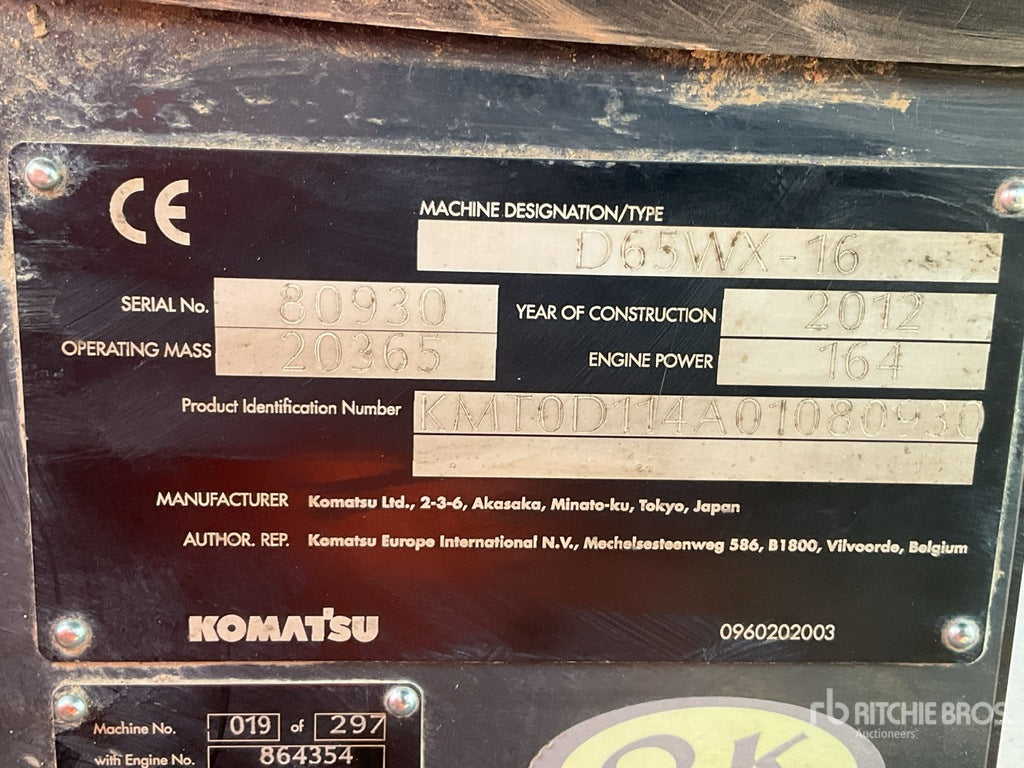 CE
MACHINE DESIGNATION/TYPE
D65WX-16
SERIAL No. 80930 YEAR OF CONSTRUCTION 2012
OPERATING MASS 20365 ENGINE POWER 164
Product Identification Number KMT0D114A01080930
MANUFACTURER Komatsu Ltd., 2-3-6, Akasaka, Minato-ku, Tokyo, Japan
AUTHOR. REP. Komatsu Europe International N.V., Mechelsesteenweg 586, B1800, Vilvoorde, Belgium
KOMATSU 0960202003
Machine No. 019 of 297
with Engine No. 864354
OK
rb RITCHIE BROS.
Auctioneers